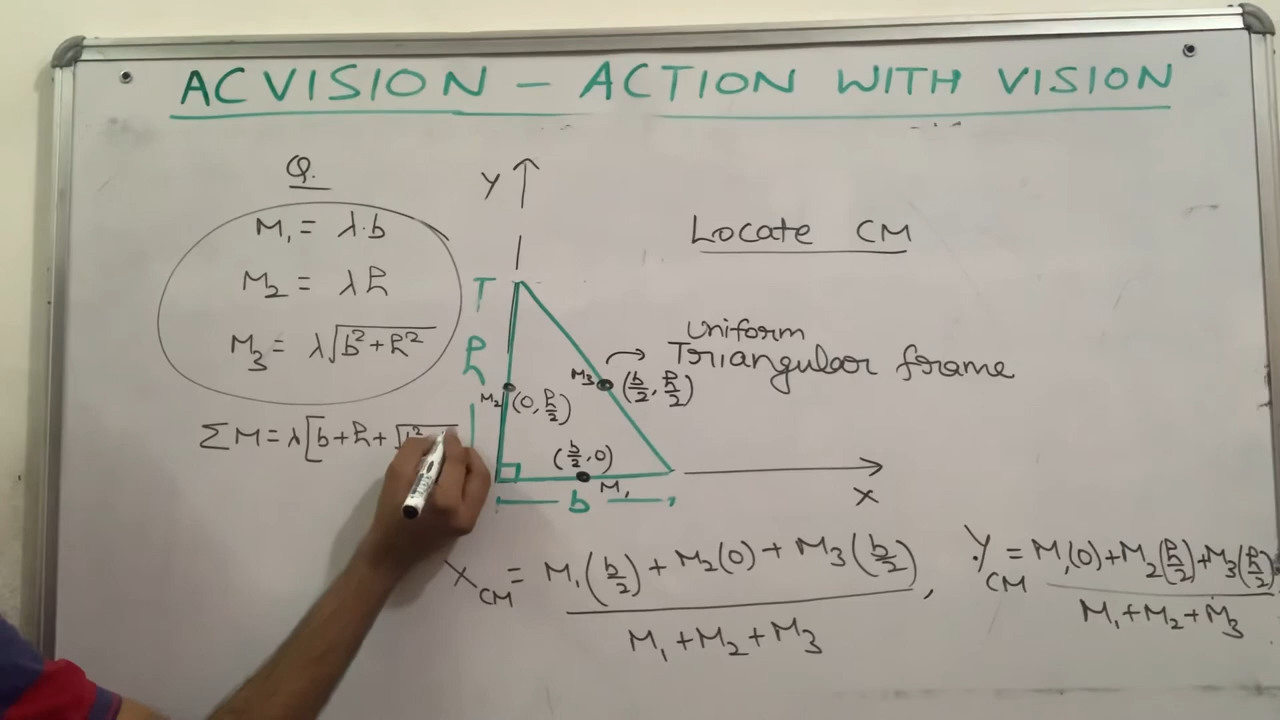 ACVISION - ACTION WITH VISION
Q.
M₁ = λ·b
M₂ = λh
M₃ = λ√(b²+h²)
ΣM = λ[b+h+√b²
Y
Locate CM
h
Uniform
Triangular frame
M₃ (b/2, h/2)
M₂ (0, h/2)
(b/2, 0)
M₁
b
X
X_CM = M₁(b/2) + M₂(0) + M₃(b/2) / M₁+M₂+M₃ ,
Y_CM = M₁(0)+M₂(h/2)+M₃(h/2) / M₁+M₂+M₃